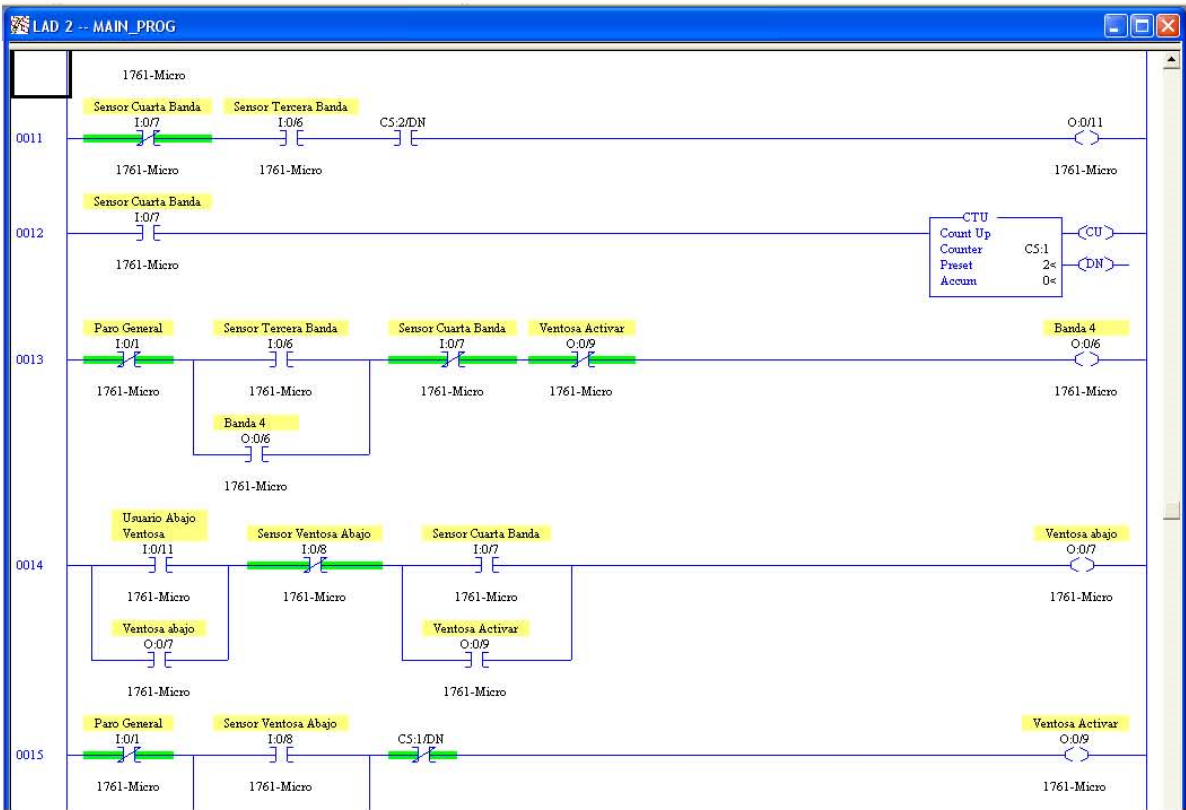 LAD 2 -- MAIN_PROG
1761-Micro
Sensor Cuarta Banda Sensor Tercera Banda
I:0/7 I:0/6 C5:2/DN O:0/11
0011
1761-Micro 1761-Micro 1761-Micro
Sensor Cuarta Banda
I:0/7
0012
1761-Micro
CTU
Count Up
Counter C5:1
Preset 2<
Accum 0<
CU
DN
Paro General Sensor Tercera Banda Sensor Cuarta Banda Ventosa Activar Banda 4
I:0/1 I:0/6 I:0/7 O:0/9 O:0/6
0013
1761-Micro 1761-Micro 1761-Micro 1761-Micro 1761-Micro
Banda 4
O:0/6
1761-Micro
Usuario Abajo
Ventosa Sensor Ventosa Abajo Sensor Cuarta Banda Ventosa abajo
I:0/11 I:0/8 I:0/7 O:0/7
0014
1761-Micro 1761-Micro 1761-Micro 1761-Micro
Ventosa abajo Ventosa Activar
O:0/7 O:0/9
1761-Micro 1761-Micro
Paro General Sensor Ventosa Abajo Ventosa Activar
I:0/1 I:0/8 C5:1/DN O:0/9
0015
1761-Micro 1761-Micro 1761-Micro